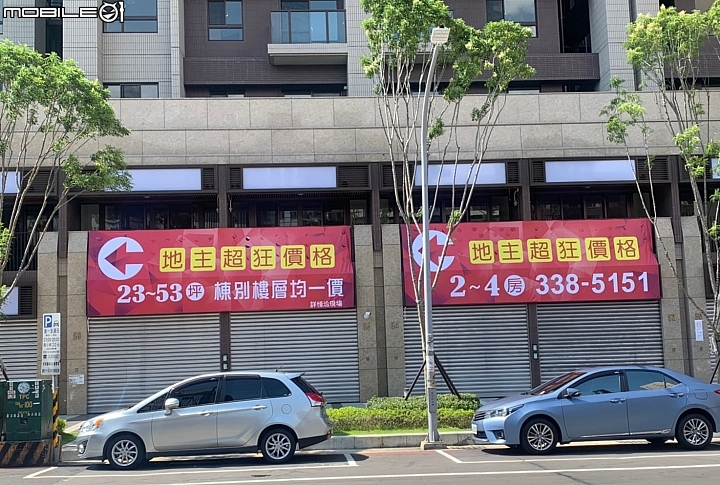 mobile01
地主超狂價格
23~53坪 棟別樓層均一價
詳情洽現場
地主超狂價格
2~4房 338-5151
P
TPC